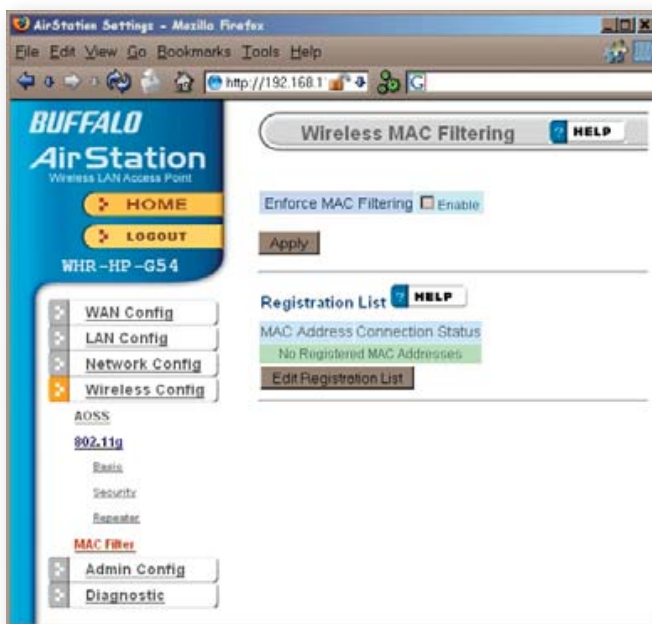 AirStation Settings - Mozilla Firefox
File Edit View Go Bookmarks Tools Help
http://192.168.1
G
BUFFALO
AirStation
Wireless LAN Access Point
HOME
LOGOUT
WHR-HP-G54
WAN Config
LAN Config
Network Config
Wireless Config
AOSS
802.11g
Basic
Security
Repeater
MAC Filter
Admin Config
Diagnostic
Wireless MAC Filtering ? HELP
Enforce MAC Filtering Enable
Apply
Registration List ? HELP
MAC Address Connection Status
No Registered MAC Addresses
Edit Registration List